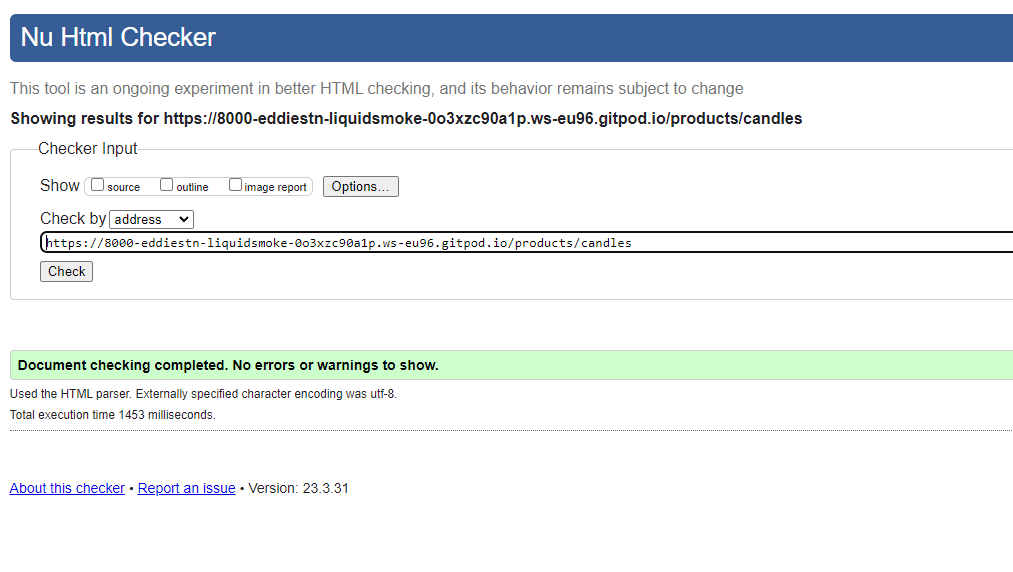 Nu Html Checker
This tool is an ongoing experiment in better HTML checking, and its behavior remains subject to change
Showing results for https://8000-eddiestn-liquidsmoke-0o3xzc90a1p.ws-eu96.gitpod.io/products/candles
Checker Input
Show source outline image report Options...
Check by address
https://8000-eddiestn-liquidsmoke-0o3xzc90a1p.ws-eu96.gitpod.io/products/candles
Check
Document checking completed. No errors or warnings to show.
Used the HTML parser. Externally specified character encoding was utf-8.
Total execution time 1453 milliseconds.
About this checker • Report an issue • Version: 23.3.31